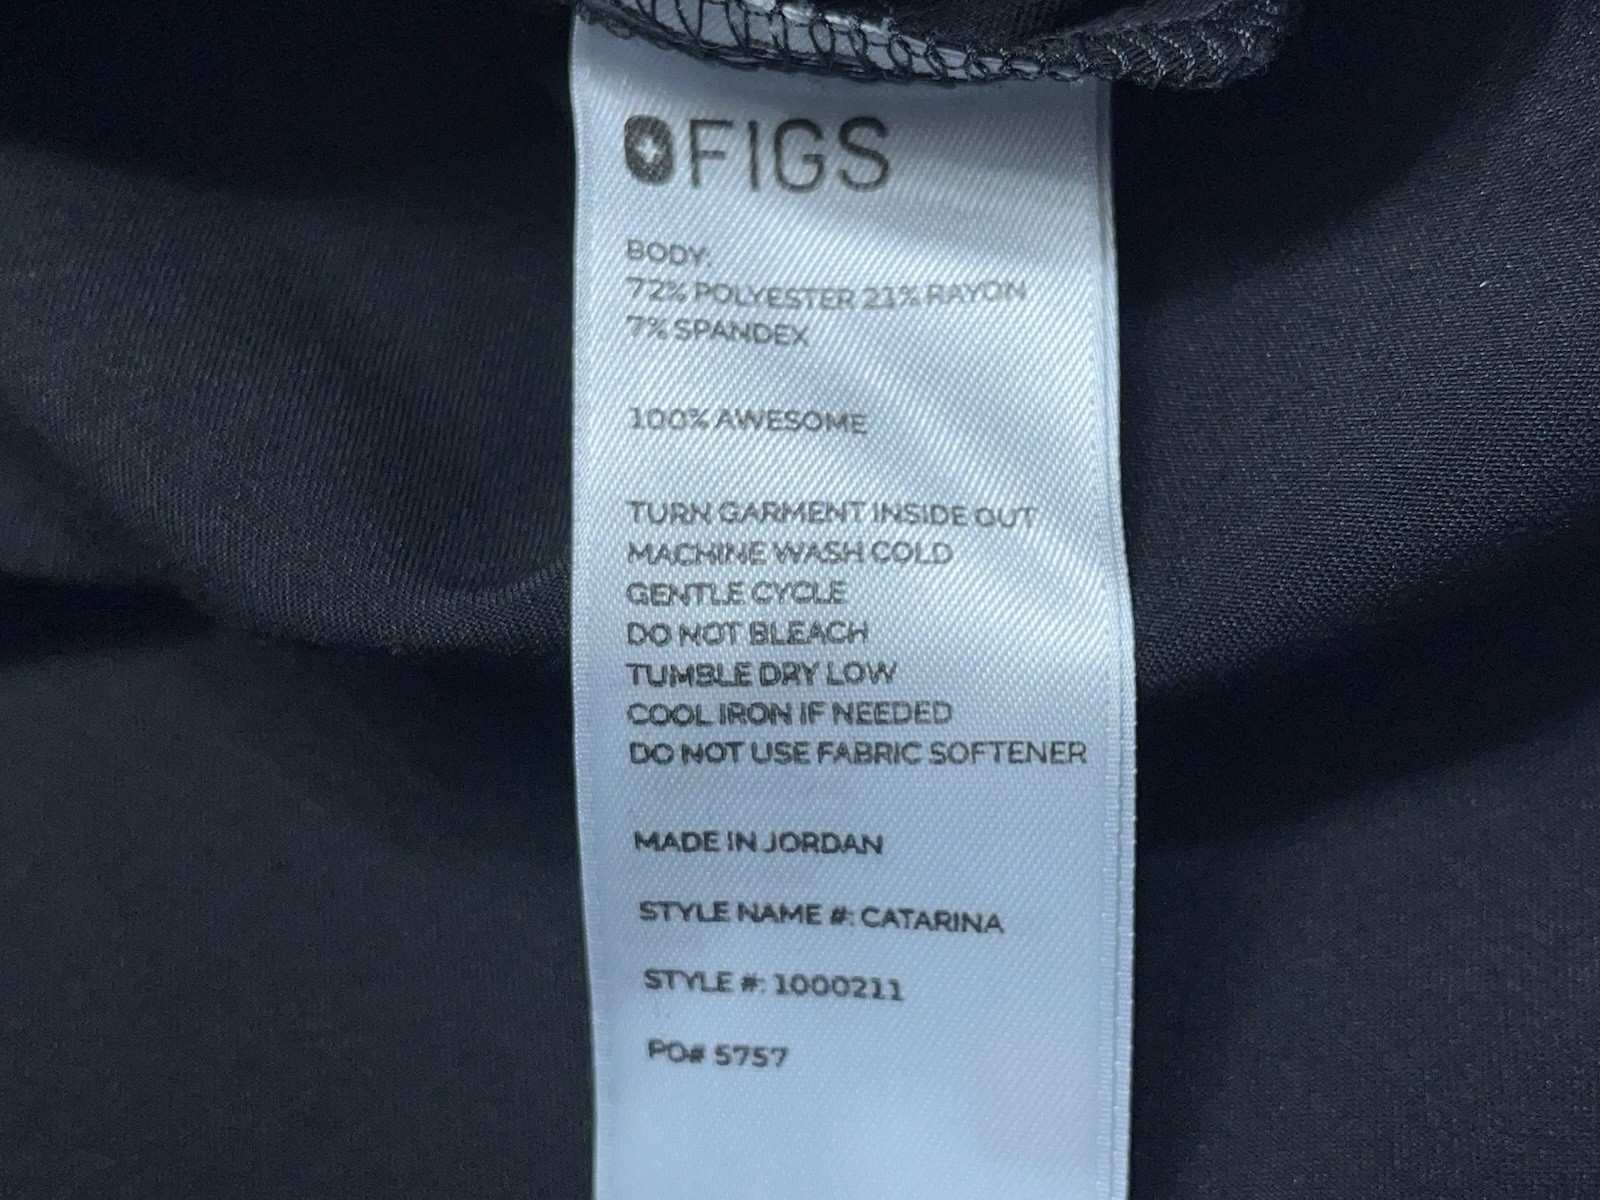 FIGS
BODY:
72% POLYESTER 21% RAYON
7% SPANDEX
100% AWESOME
TURN GARMENT INSIDE OUT
MACHINE WASH COLD
GENTLE CYCLE
DO NOT BLEACH
TUMBLE DRY LOW
COOL IRON IF NEEDED
DO NOT USE FABRIC SOFTENER
MADE IN JORDAN
STYLE NAME #: CATARINA
STYLE #: 1000211
PO# 5757